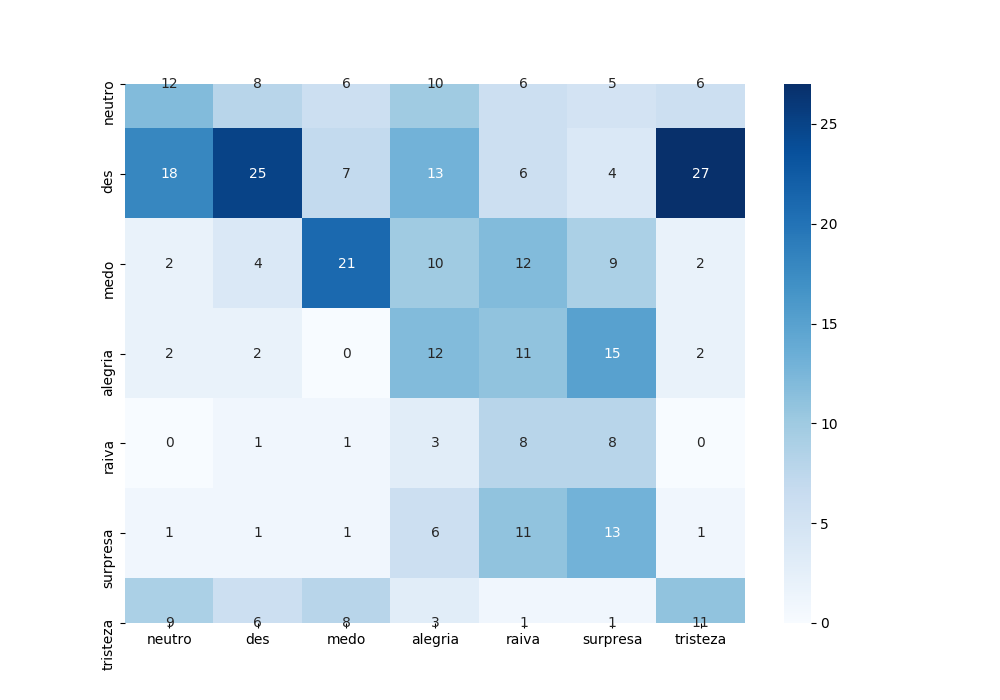 neutro 12 8 6 10 6 5 6
des 18 25 7 13 6 4 27
medo 2 4 21 10 12 9 2
alegria 2 2 0 12 11 15 2
raiva 0 1 1 3 8 8 0
surpresa 1 1 1 6 11 13 1
tristeza 9 6 8 3 1 1 11
neutro des medo alegria raiva surpresa tristeza
25
20
15
10
5
0